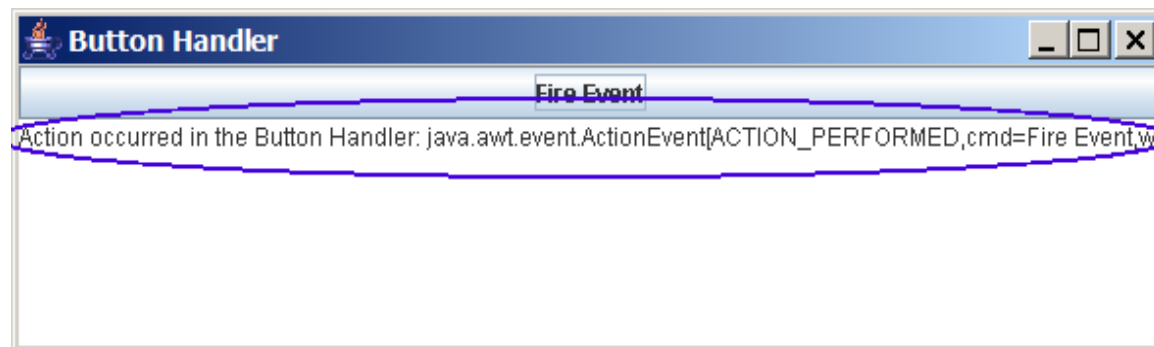 Button Handler
Fire Event
Action occurred in the Button Handler: java.awt.event.ActionEvent[ACTION_PERFORMED,cmd=Fire Event,w